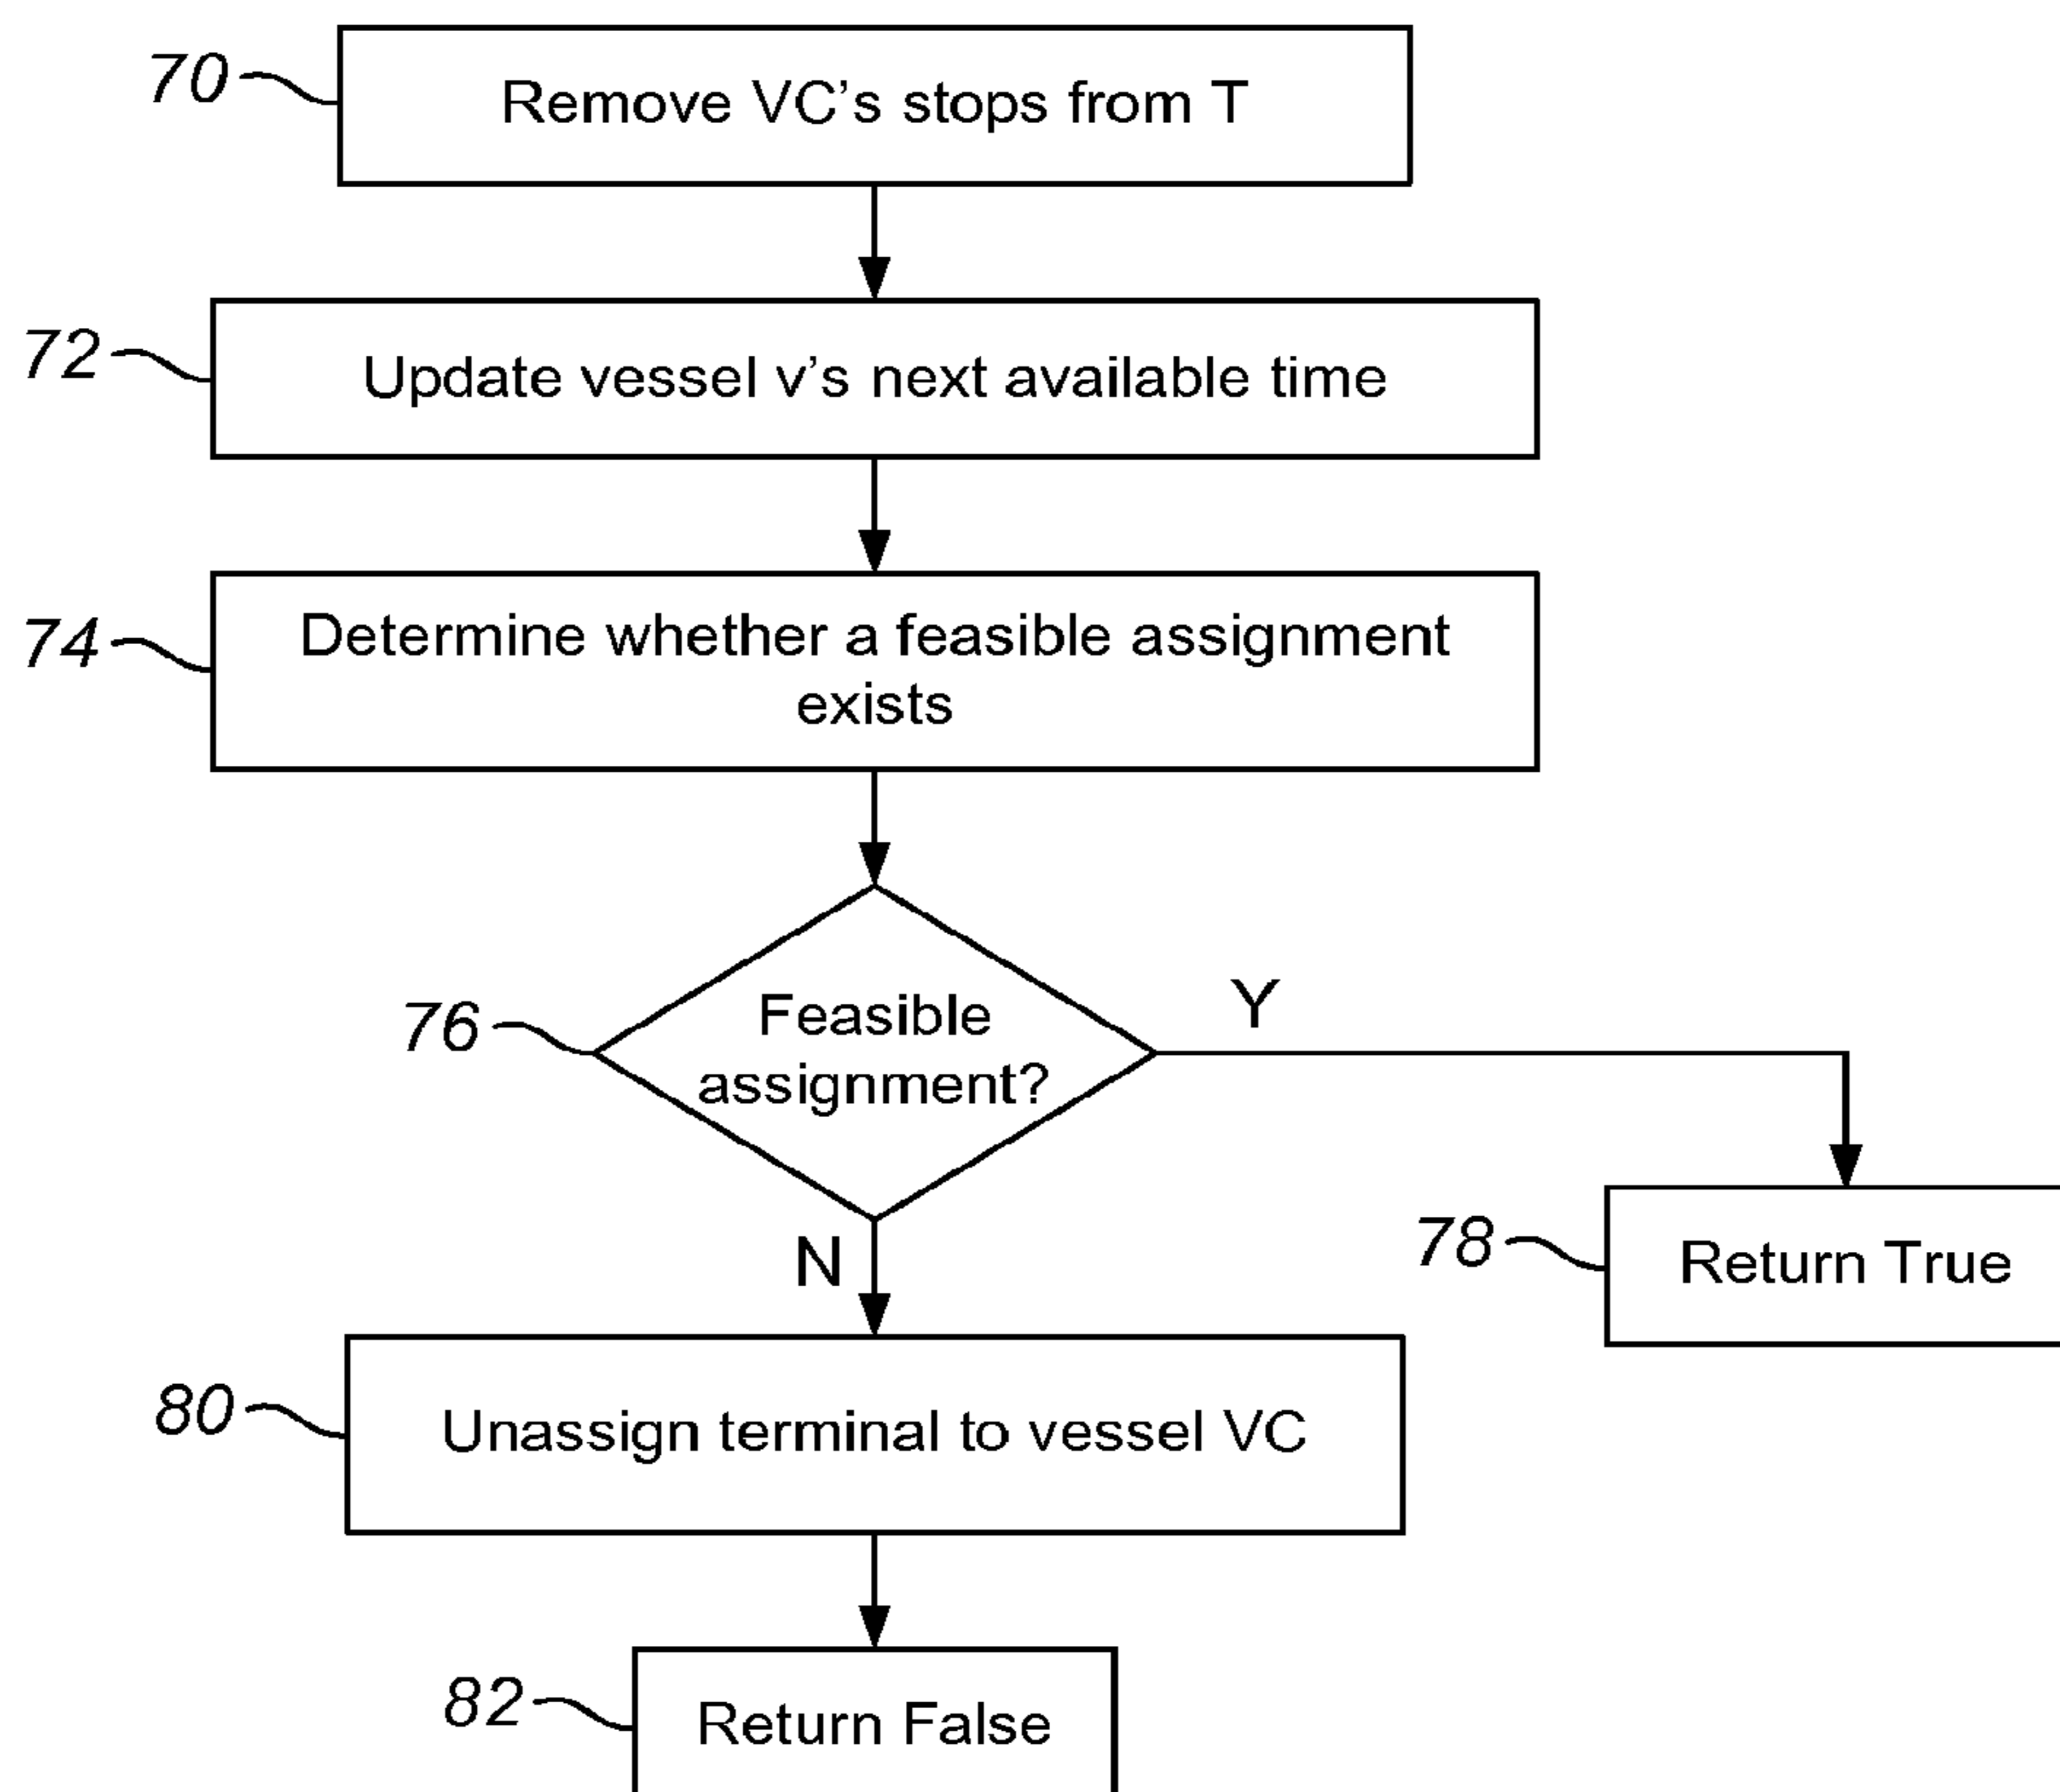 70
Remove VC's stops from T
72
Update vessel v's next available time
74
Determine whether a feasible assignment
exists
76
Feasible
assignment?
Y
78
Return True
N
80
Unassign terminal to vessel VC
82
Return False